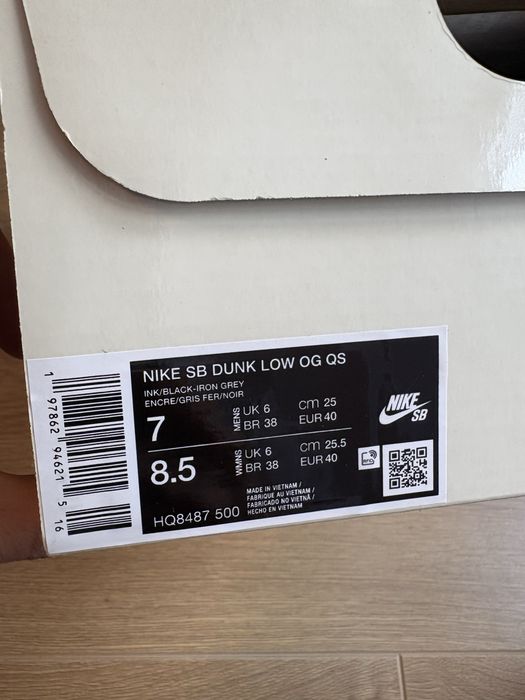 NIKE SB DUNK LOW OG QS
INK/BLACK-IRON GREY
ENCRE/GRIS FER/NOIR
7 MENS UK 6 cm 25
BR 38 EUR 40
8.5 WMNS UK 6 cm 25.5
BR 38 EUR 40
NIKE
SB
RFID
MADE IN VIETNAM /
FABRIQUE AU VIETNAM /
FABRICADO NO VIETNÃ /
HECHO EN VIETNAM
HQ8487 500
1 97862 94621 5 16